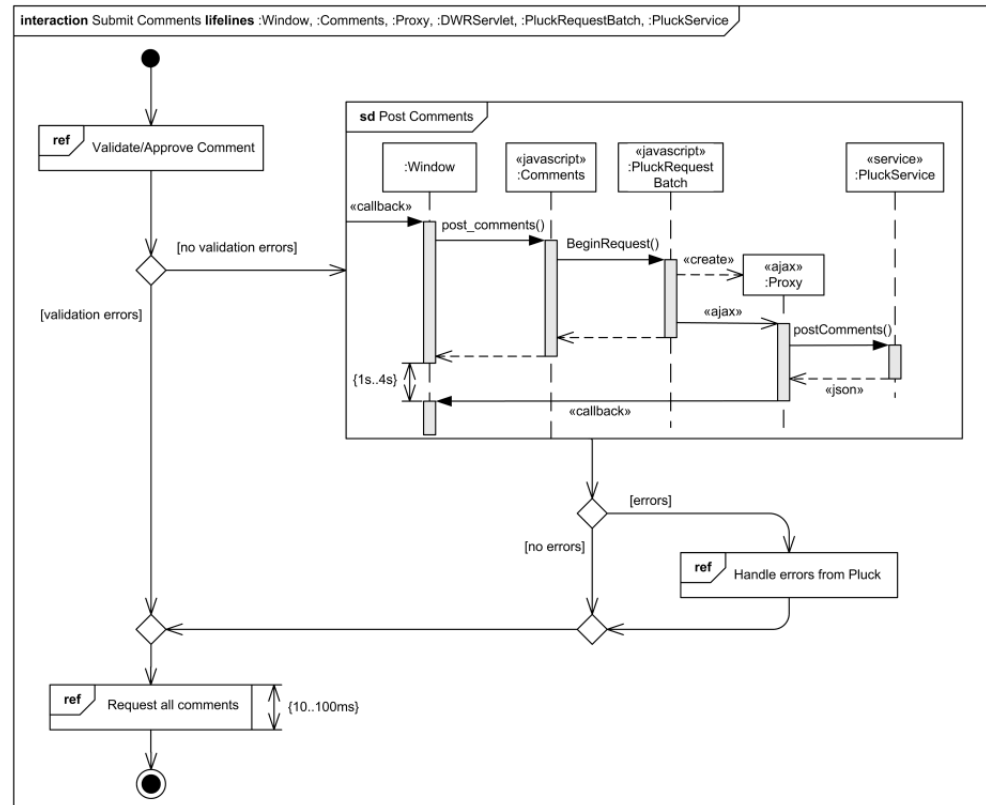 interaction Submit Comments lifelines :Window, :Comments, :Proxy, :DWRServlet, :PluckRequestBatch, :PluckService
sd Post Comments
ref
Validate/Approve Comment
:Window
«javascript»
:Comments
«javascript»
:PluckRequest
Batch
«service»
:PluckService
«callback»
post_comments()
[no validation errors]
BeginRequest()
«create»
«ajax»
:Proxy
[validation errors]
«ajax»
postComments()
{1s..4s}
«json»
«callback»
[errors]
[no errors]
ref
Handle errors from Pluck
ref
Request all comments
{10..100ms}